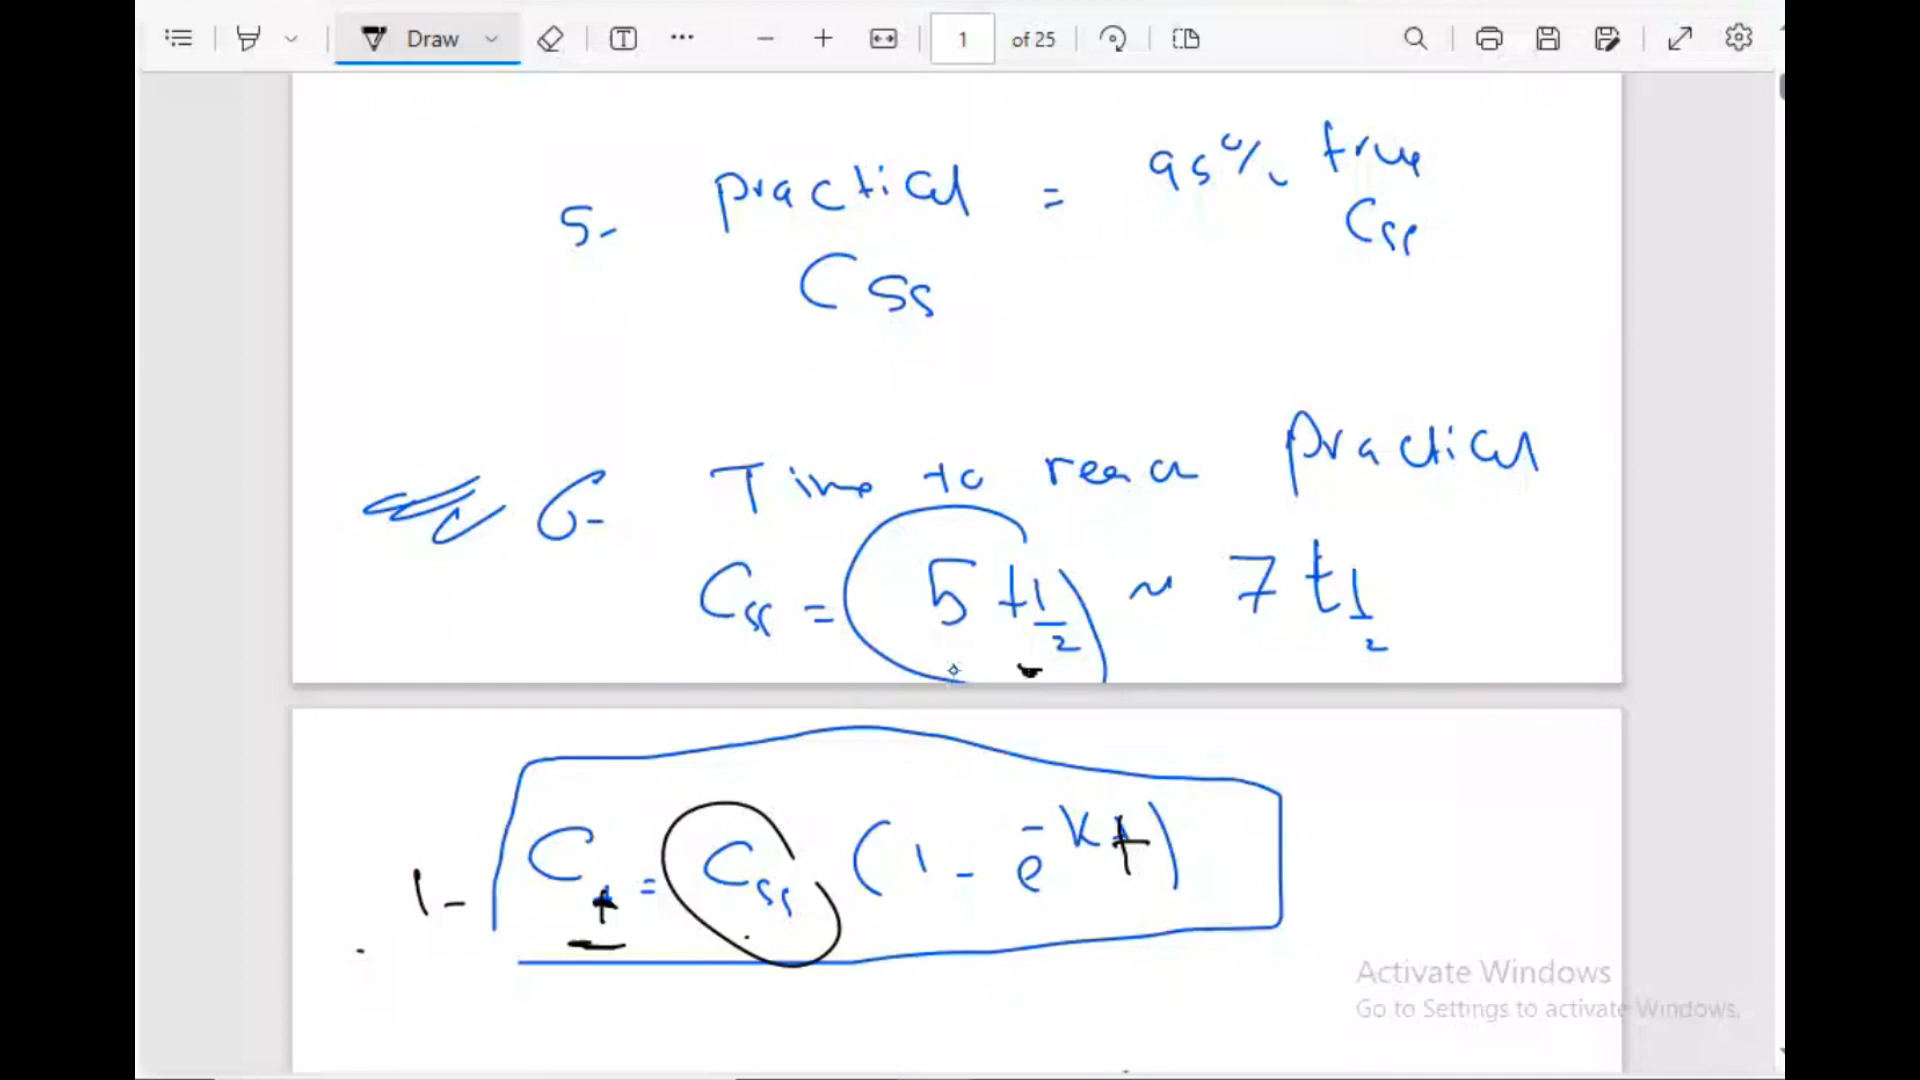 Draw
1 of 25
5- practical = 95% true
Css Css
6- Time to reach practical
Css = 5 t1/2 ~ 7 t1/2
1- Ct = Css (1 - e^-kt)
Activate Windows
Go to Settings to activate Windows.